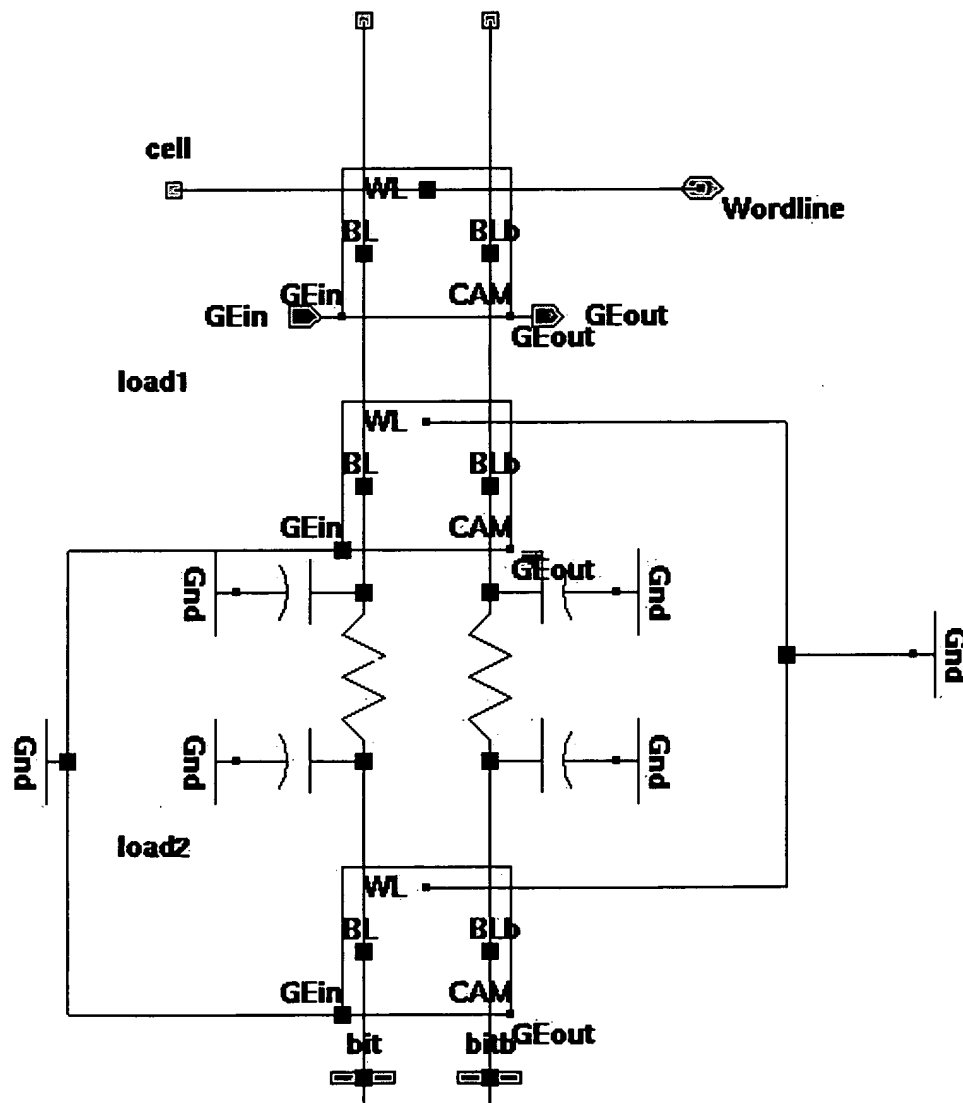 cell
WL
Wordline
BL BLb
GEin GEin CAM GEout GEout
load1
WL
BL BLb
GEin CAM
GEout
Gnd Gnd
Gnd
Gnd Gnd Gnd
load2
WL
BL BLb
GEin CAM
GEout
bit bitb